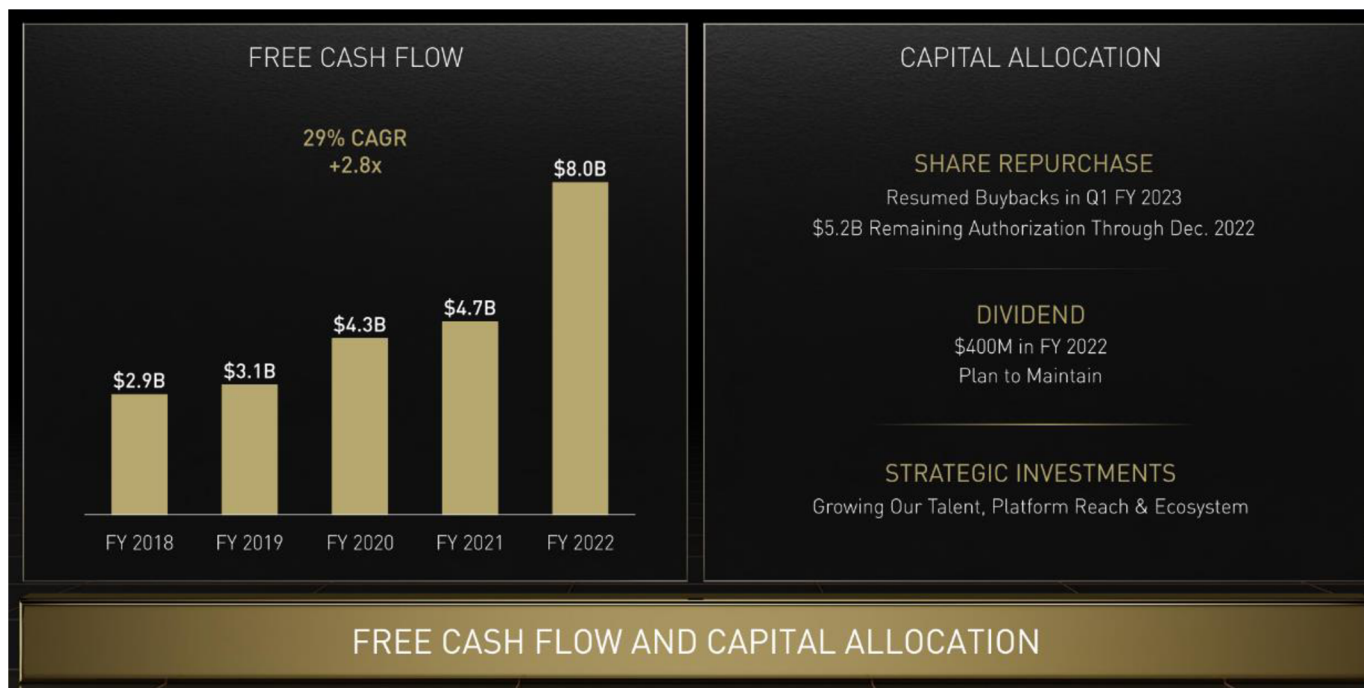 FREE CASH FLOW
29% CAGR
+2.8x
$2.9B
$3.1B
$4.3B
$4.7B
$8.0B
FY 2018
FY 2019
FY 2020
FY 2021
FY 2022
CAPITAL ALLOCATION
SHARE REPURCHASE
Resumed Buybacks in Q1 FY 2023
$5.2B Remaining Authorization Through Dec. 2022
DIVIDEND
$400M in FY 2022
Plan to Maintain
STRATEGIC INVESTMENTS
Growing Our Talent, Platform Reach & Ecosystem
FREE CASH FLOW AND CAPITAL ALLOCATION